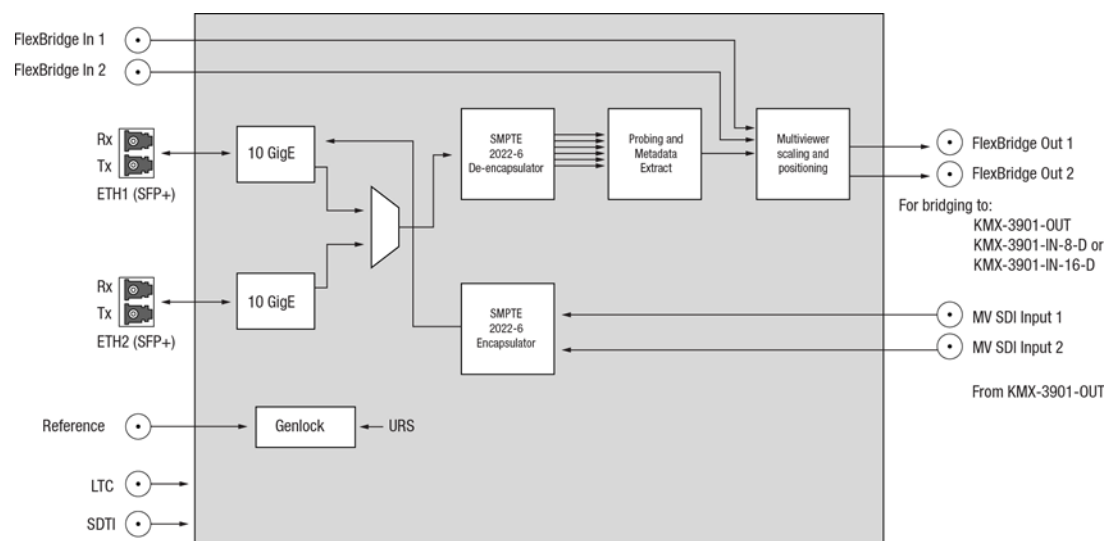 FlexBridge In 1
FlexBridge In 2
Rx
Tx
ETH1 (SFP+)
10 GigE
SMPTE
2022-6
De-encapsulator
Probing and
Metadata
Extract
Multiviewer
scaling and
positioning
FlexBridge Out 1
FlexBridge Out 2
For bridging to:
KMX-3901-OUT
KMX-3901-IN-8-D or
KMX-3901-IN-16-D
Rx
Tx
ETH2 (SFP+)
10 GigE
SMPTE
2022-6
Encapsulator
MV SDI Input 1
MV SDI Input 2
From KMX-3901-OUT
Reference
Genlock
URS
LTC
SDTI